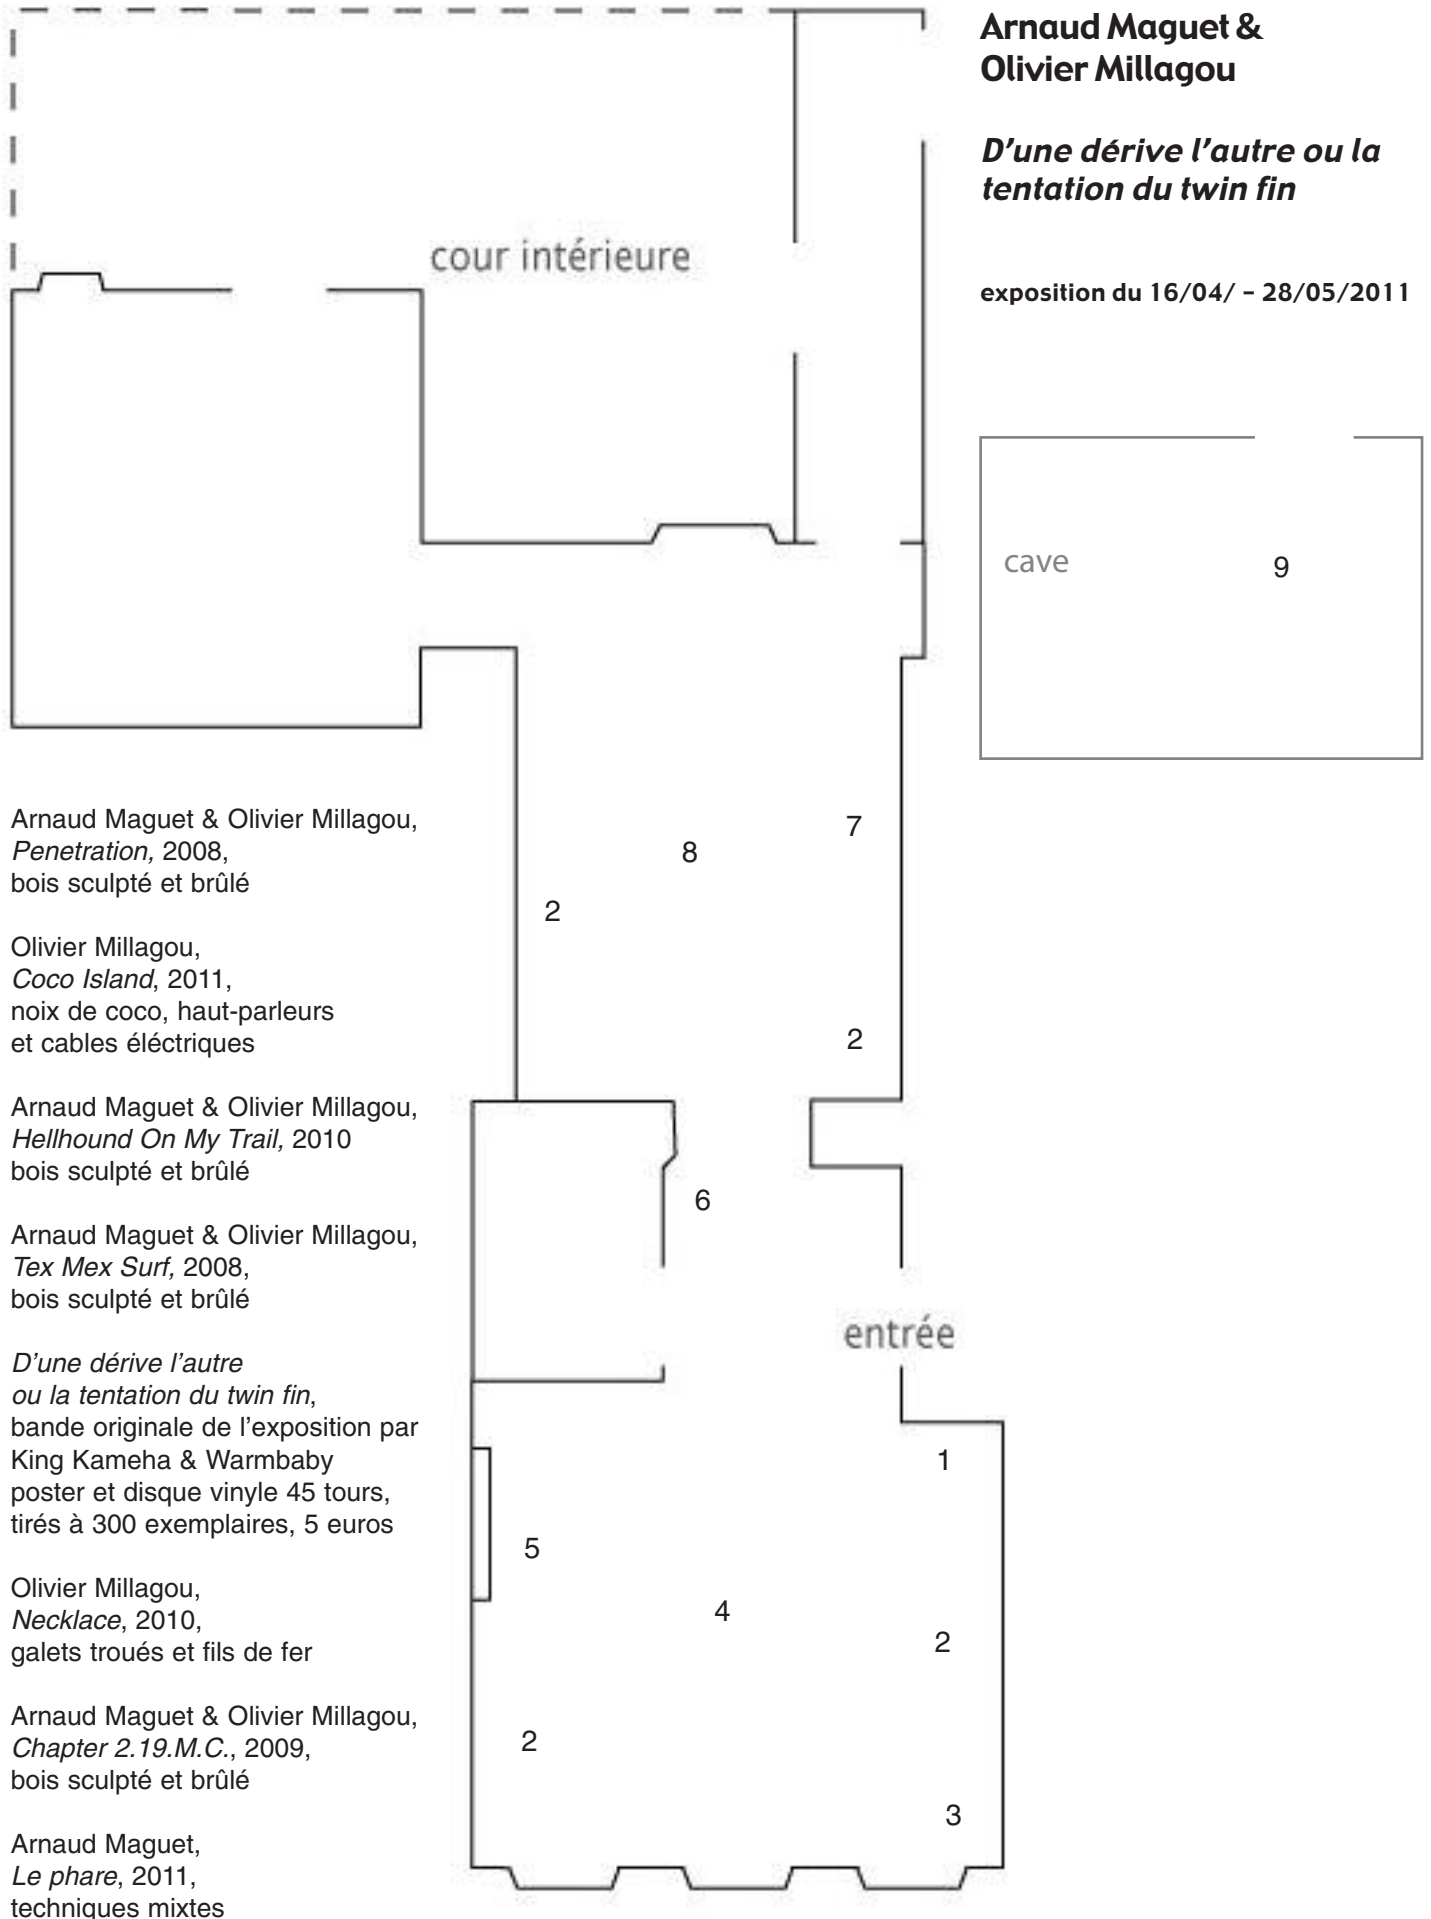 Arnaud Maguet &
Olivier Millagou
D'une dérive l'autre ou la
tentation du twin fin
exposition du 16/04/ – 28/05/2011
cour intérieure
cave
9
Arnaud Maguet & Olivier Millagou,
Penetration, 2008,
bois sculpté et brûlé
Olivier Millagou,
Coco Island, 2011,
noix de coco, haut-parleurs
et cables éléctriques
Arnaud Maguet & Olivier Millagou,
Hellhound On My Trail, 2010
bois sculpté et brûlé
Arnaud Maguet & Olivier Millagou,
Tex Mex Surf, 2008,
bois sculpté et brûlé
D'une dérive l'autre
ou la tentation du twin fin,
bande originale de l'exposition par
King Kameha & Warmbaby
poster et disque vinyle 45 tours,
tirés à 300 exemplaires, 5 euros
Olivier Millagou,
Necklace, 2010,
galets troués et fils de fer
Arnaud Maguet & Olivier Millagou,
Chapter 2.19.M.C., 2009,
bois sculpté et brûlé
Arnaud Maguet,
Le phare, 2011,
techniques mixtes
7
8
2
2
6
entrée
1
5
4
2
2
3